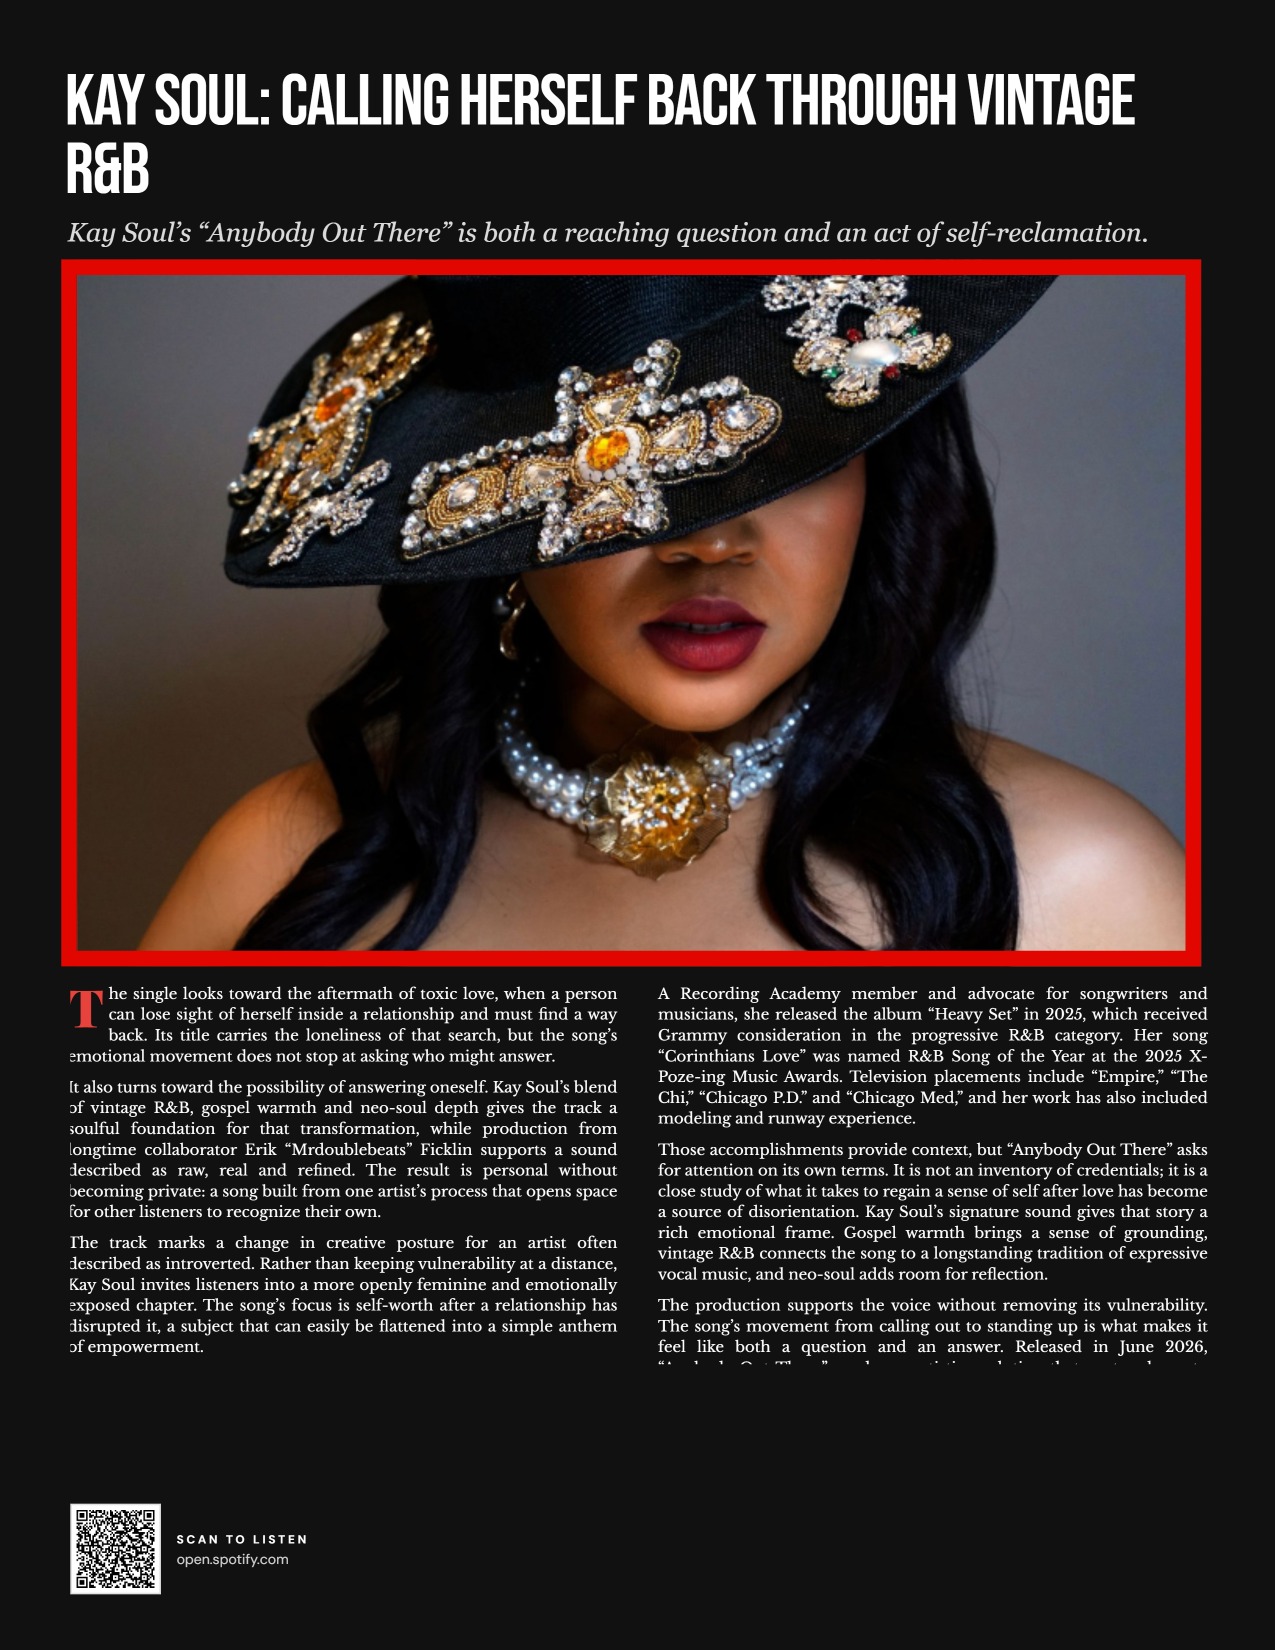 KAY SOUL: CALLING HERSELF BACK THROUGH VINTAGE
R&B
Kay Soul’s “Anybody Out There” is both a reaching question and an act of self-reclamation.
The single looks toward the aftermath of toxic love, when a person
can lose sight of herself inside a relationship and must find a way
back. Its title carries the loneliness of that search, but the song’s
emotional movement does not stop at asking who might answer.
It also turns toward the possibility of answering oneself. Kay Soul’s blend
of vintage R&B, gospel warmth and neo-soul depth gives the track a
soulful foundation for that transformation, while production from
longtime collaborator Erik “Mrdoublebeats” Ficklin supports a sound
described as raw, real and refined. The result is personal without
becoming private: a song built from one artist’s process that opens space
for other listeners to recognize their own.
The track marks a change in creative posture for an artist often
described as introverted. Rather than keeping vulnerability at a distance,
Kay Soul invites listeners into a more openly feminine and emotionally
exposed chapter. The song’s focus is self-worth after a relationship has
disrupted it, a subject that can easily be flattened into a simple anthem
of empowerment.
A Recording Academy member and advocate for songwriters and
musicians, she released the album “Heavy Set” in 2025, which received
Grammy consideration in the progressive R&B category. Her song
“Corinthians Love” was named R&B Song of the Year at the 2025 X-
Poze-ing Music Awards. Television placements include “Empire,” “The
Chi,” “Chicago P.D.” and “Chicago Med,” and her work has also included
modeling and runway experience.
Those accomplishments provide context, but “Anybody Out There” asks
for attention on its own terms. It is not an inventory of credentials; it is a
close study of what it takes to regain a sense of self after love has become
a source of disorientation. Kay Soul’s signature sound gives that story a
rich emotional frame. Gospel warmth brings a sense of grounding,
vintage R&B connects the song to a longstanding tradition of expressive
vocal music, and neo-soul adds room for reflection.
The production supports the voice without removing its vulnerability.
The song’s movement from calling out to standing up is what makes it
feel like both a question and an answer. Released in June 2026,
“Anybody Out There”
SCAN TO LISTEN
open.spotify.com